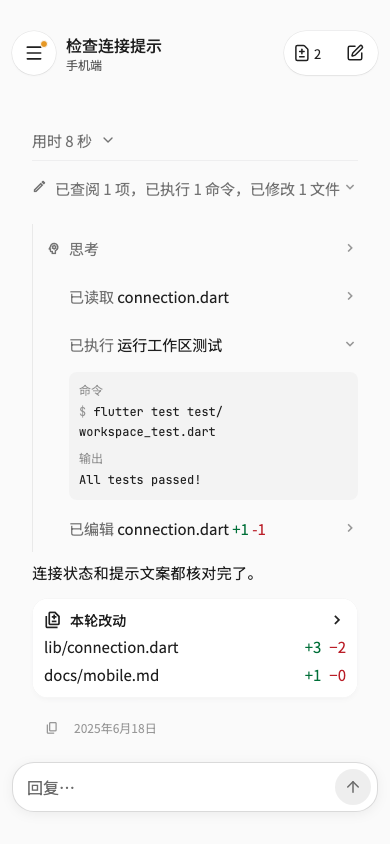 检查连接提示
手机端
2
用时 8 秒
已查阅 1 项，已执行 1 命令，已修改 1 文件
思考
已读取 connection.dart
已执行 运行工作区测试
命令
$ flutter test test/
workspace_test.dart
输出
All tests passed!
已编辑 connection.dart +1 -1
连接状态和提示文案都核对完了。
本轮改动
lib/connection.dart +3 −2
docs/mobile.md +1 −0
2025年6月18日
回复…